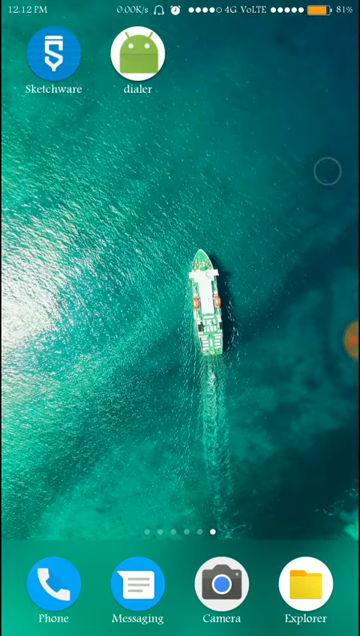 12:12 PM 0.00K/s 4G VoLTE 81%
Sketchware dialer
Phone Messaging Camera Explorer